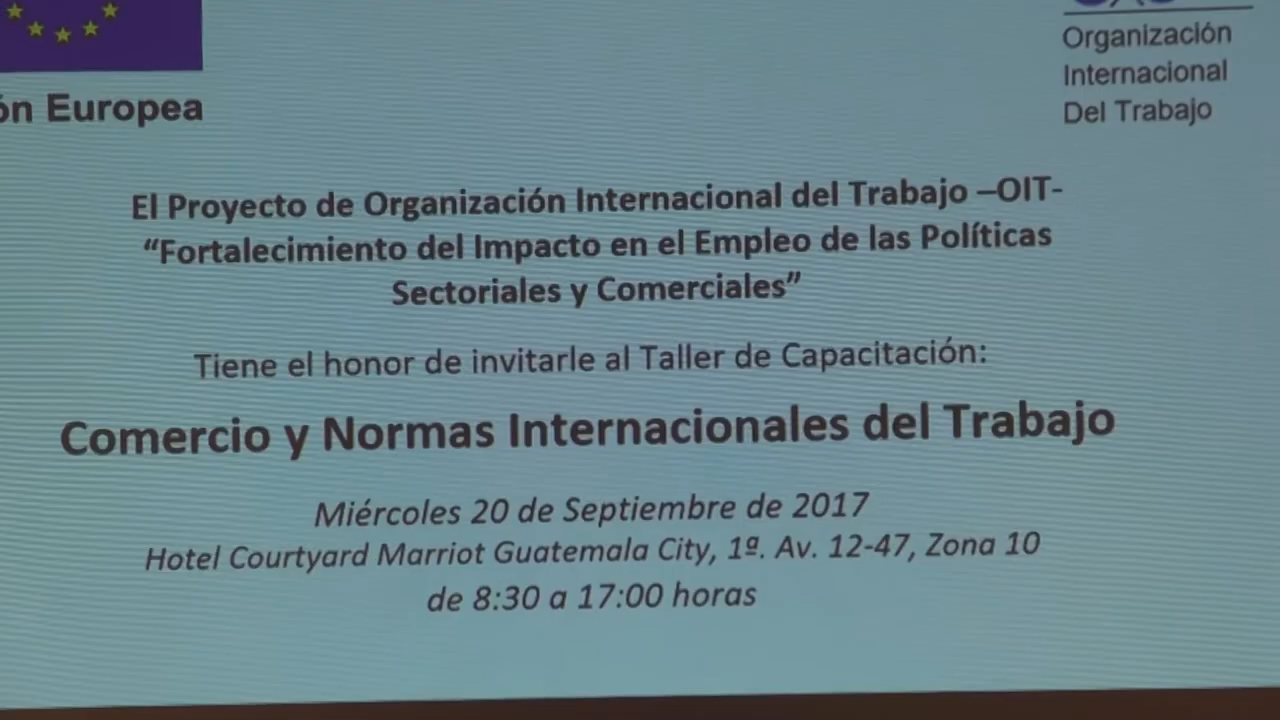 ón Europea
Organización
Internacional
Del Trabajo
El Proyecto de Organización Internacional del Trabajo –OIT-
“Fortalecimiento del Impacto en el Empleo de las Políticas
Sectoriales y Comerciales”
Tiene el honor de invitarle al Taller de Capacitación:
Comercio y Normas Internacionales del Trabajo
Miércoles 20 de Septiembre de 2017
Hotel Courtyard Marriot Guatemala City, 1ª. Av. 12-47, Zona 10
de 8:30 a 17:00 horas